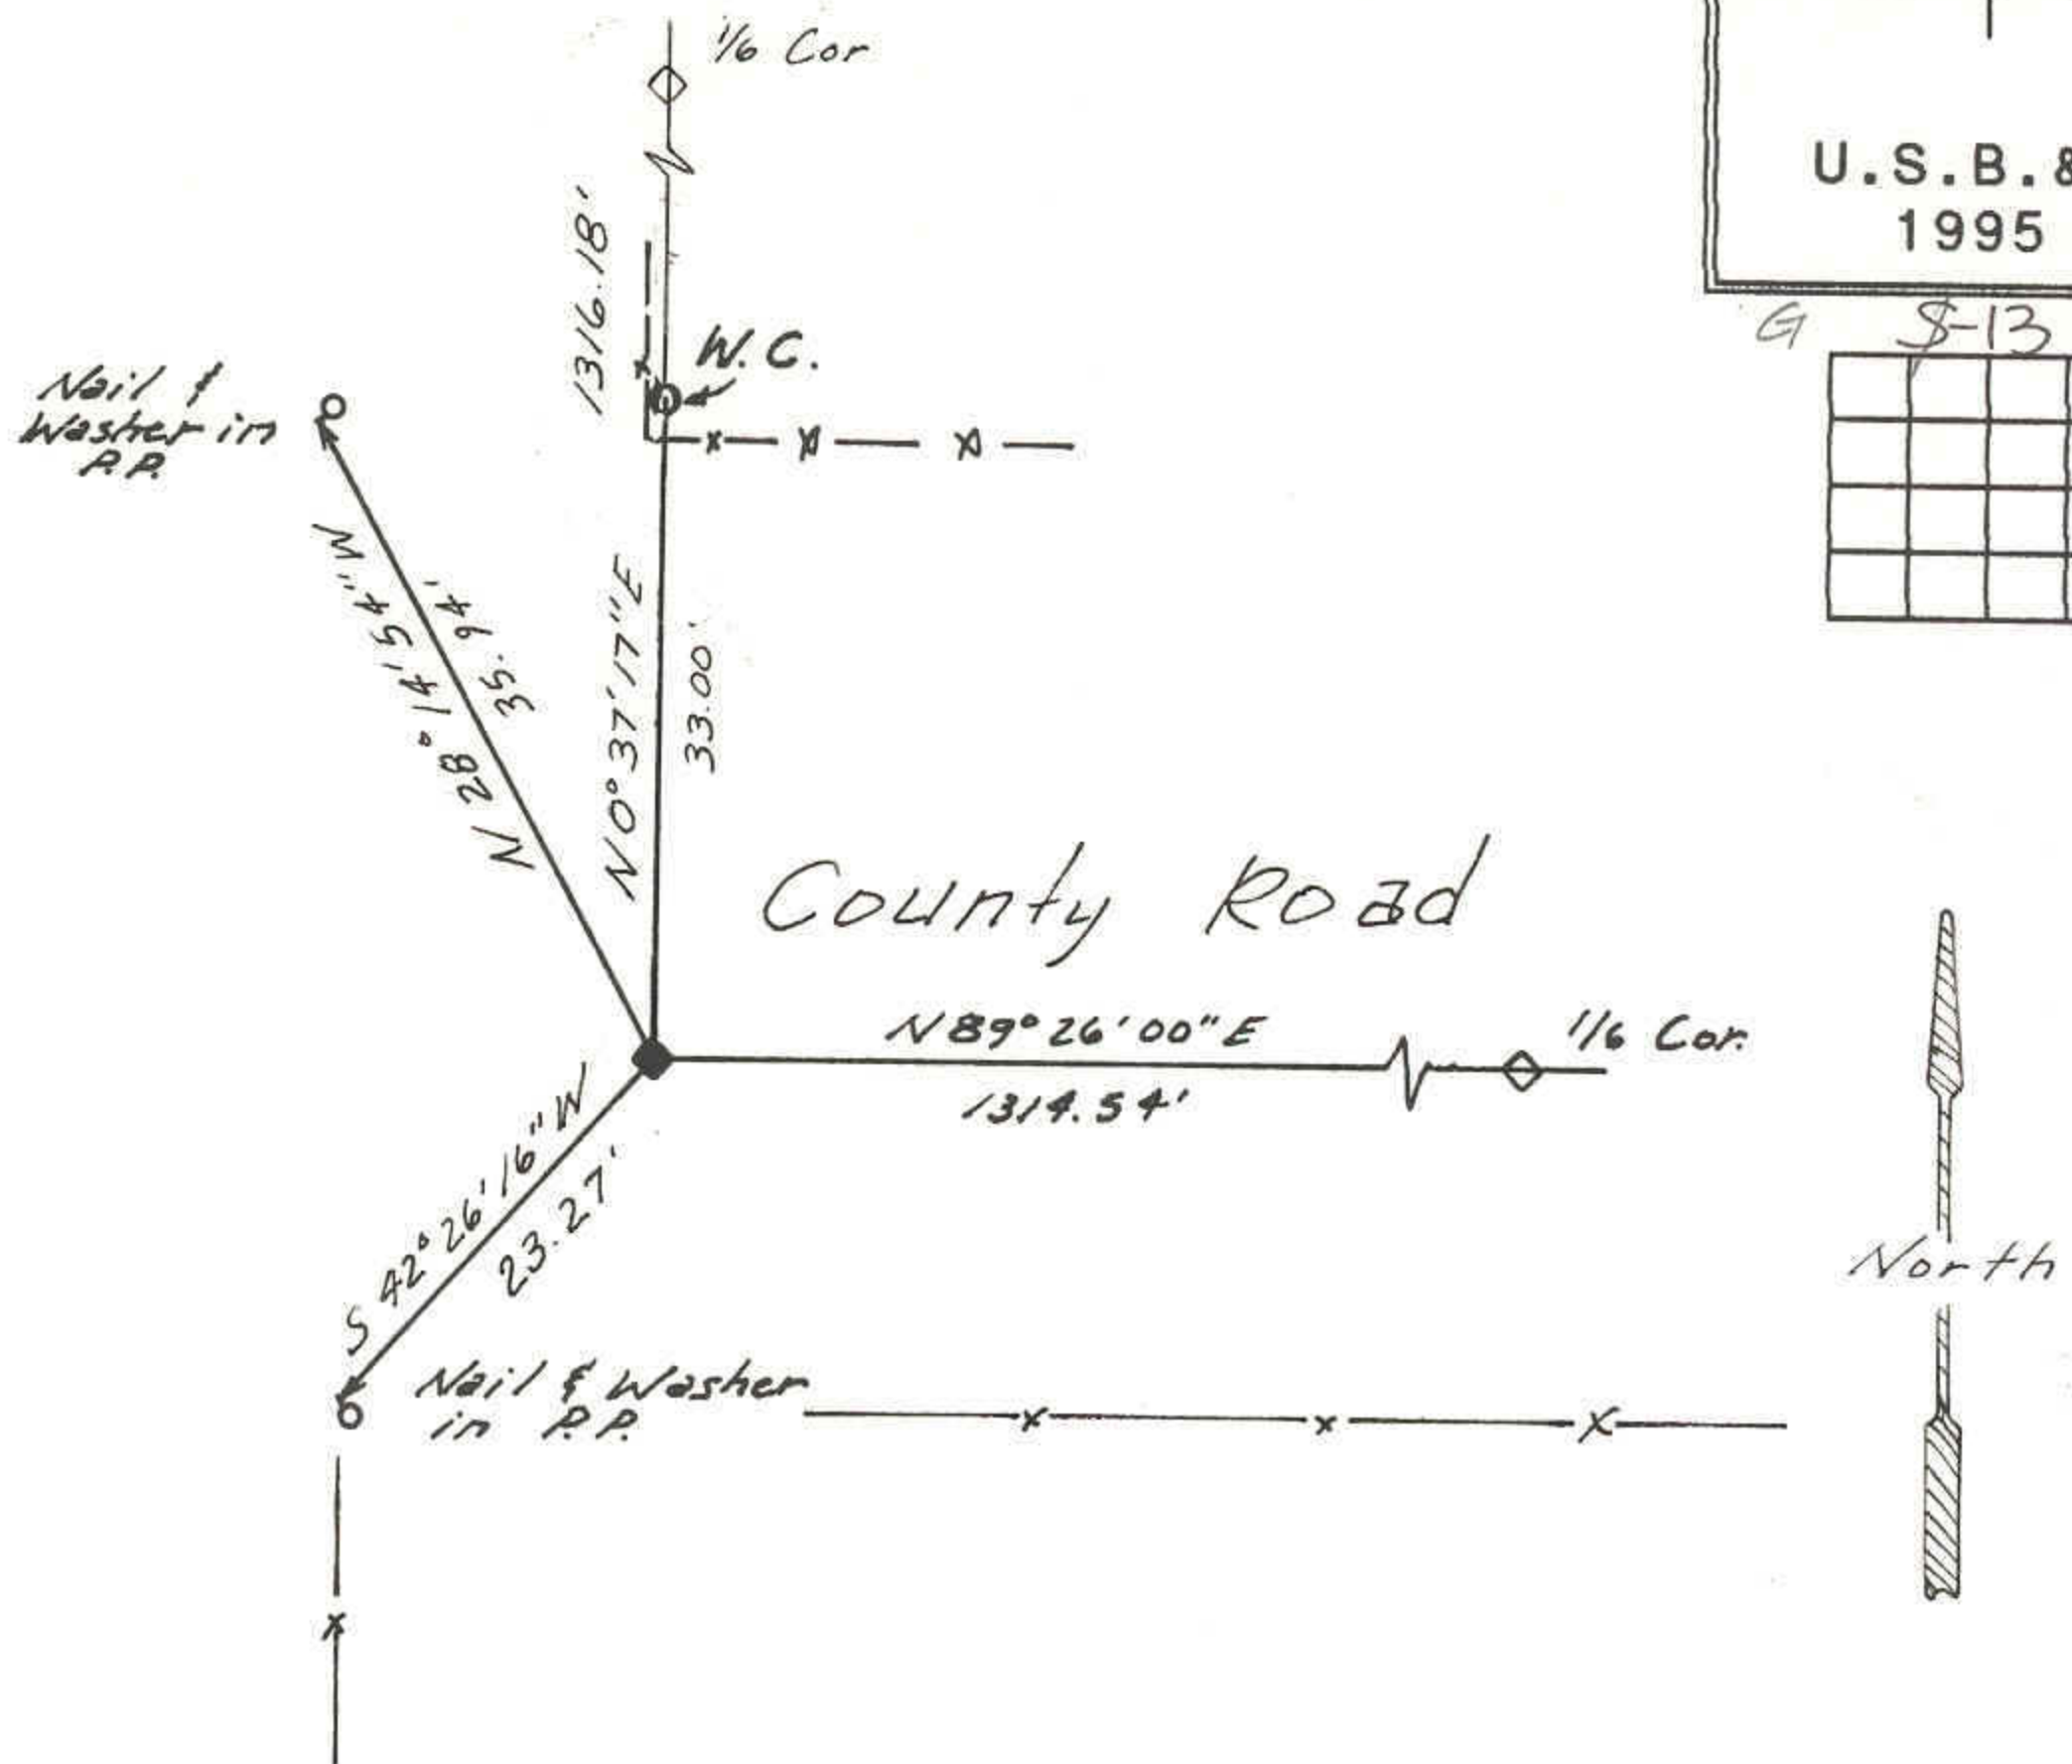 1/6 Cor
U.S.B.&
1995
1316.18'
G S-13
W.C.
Nail &
Washer in
P.P.
N 28°14'54"W
35.94'
N0°37'17"E
33.00'
County Road
N89°26'00"E
1/6 Cor.
1314.54'
S 42°26'16"W
23.27'
North
Nail & Washer
in P.P.